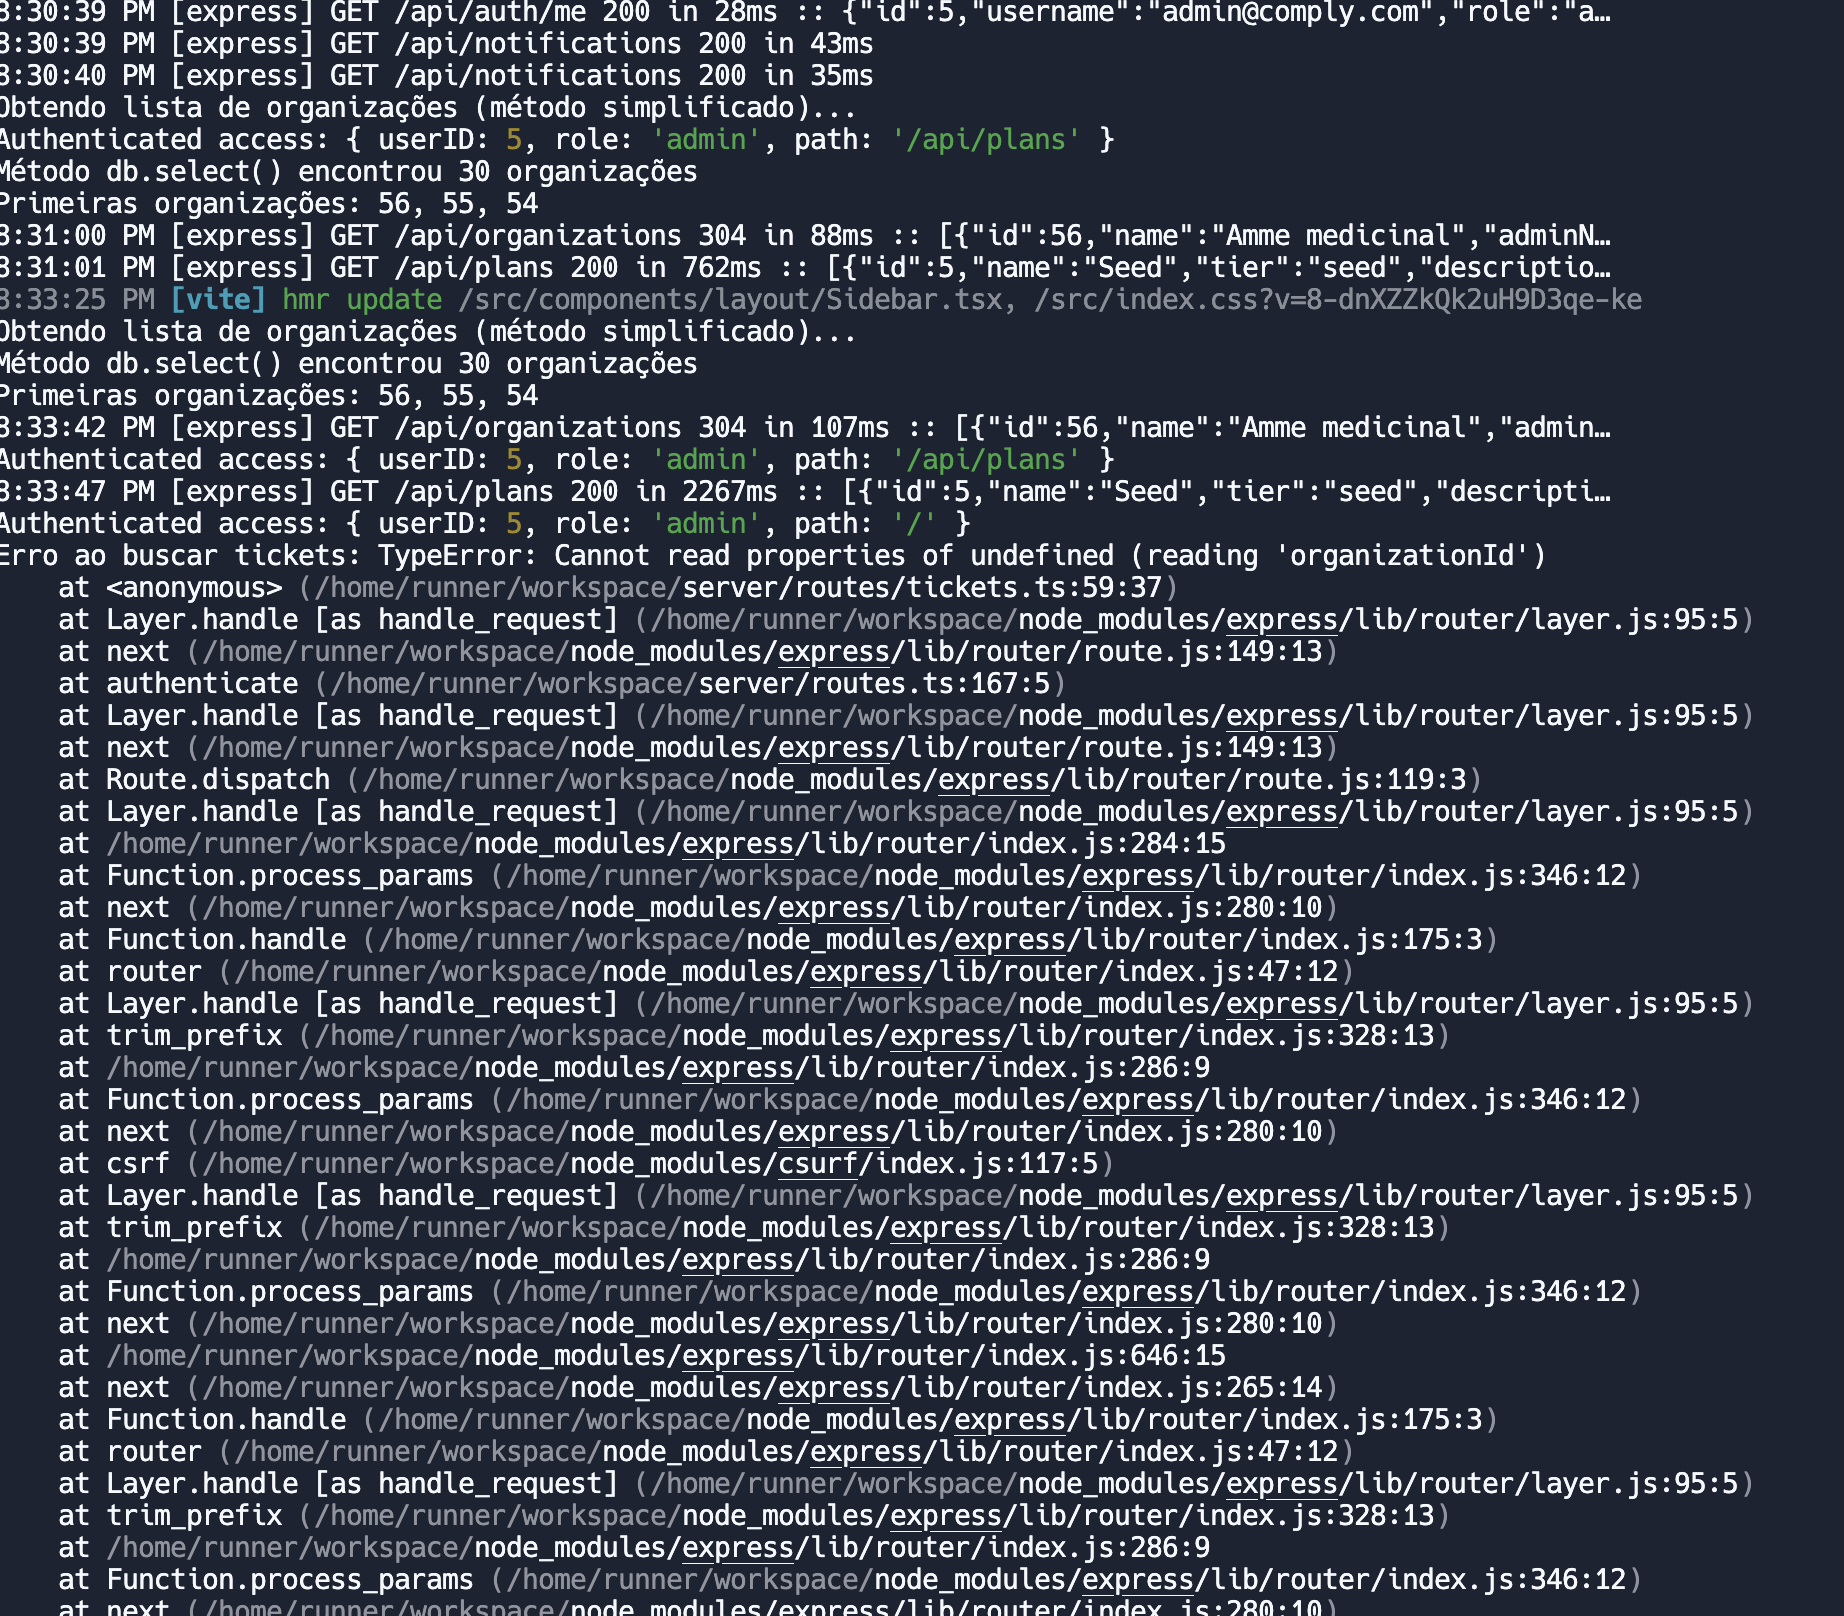 8:30:39 PM [express] GET /api/auth/me 200 in 28ms :: {"id":5,"username":"admin@comply.com","role":"a…
8:30:39 PM [express] GET /api/notifications 200 in 43ms
8:30:40 PM [express] GET /api/notifications 200 in 35ms
Obtendo lista de organizações (método simplificado)...
Authenticated access: { userID: 5, role: 'admin', path: '/api/plans' }
Método db.select() encontrou 30 organizações
Primeiras organizações: 56, 55, 54
8:31:00 PM [express] GET /api/organizations 304 in 88ms :: [{"id":56,"name":"Amme medicinal","adminN…
8:31:01 PM [express] GET /api/plans 200 in 762ms :: [{"id":5,"name":"Seed","tier":"seed","descriptio…
8:33:25 PM [vite] hmr update /src/components/layout/Sidebar.tsx, /src/index.css?v=8-dnXZZkQk2uH9D3qe-ke
Obtendo lista de organizações (método simplificado)...
Método db.select() encontrou 30 organizações
Primeiras organizações: 56, 55, 54
8:33:42 PM [express] GET /api/organizations 304 in 107ms :: [{"id":56,"name":"Amme medicinal","admin…
Authenticated access: { userID: 5, role: 'admin', path: '/api/plans' }
8:33:47 PM [express] GET /api/plans 200 in 2267ms :: [{"id":5,"name":"Seed","tier":"seed","descripti…
Authenticated access: { userID: 5, role: 'admin', path: '/' }
Erro ao buscar tickets: TypeError: Cannot read properties of undefined (reading 'organizationId')
    at <anonymous> (/home/runner/workspace/server/routes/tickets.ts:59:37)
    at Layer.handle [as handle_request] (/home/runner/workspace/node_modules/express/lib/router/layer.js:95:5)
    at next (/home/runner/workspace/node_modules/express/lib/router/route.js:149:13)
    at authenticate (/home/runner/workspace/server/routes.ts:167:5)
    at Layer.handle [as handle_request] (/home/runner/workspace/node_modules/express/lib/router/layer.js:95:5)
    at next (/home/runner/workspace/node_modules/express/lib/router/route.js:149:13)
    at Route.dispatch (/home/runner/workspace/node_modules/express/lib/router/route.js:119:3)
    at Layer.handle [as handle_request] (/home/runner/workspace/node_modules/express/lib/router/layer.js:95:5)
    at /home/runner/workspace/node_modules/express/lib/router/index.js:284:15
    at Function.process_params (/home/runner/workspace/node_modules/express/lib/router/index.js:346:12)
    at next (/home/runner/workspace/node_modules/express/lib/router/index.js:280:10)
    at Function.handle (/home/runner/workspace/node_modules/express/lib/router/index.js:175:3)
    at router (/home/runner/workspace/node_modules/express/lib/router/index.js:47:12)
    at Layer.handle [as handle_request] (/home/runner/workspace/node_modules/express/lib/router/layer.js:95:5)
    at trim_prefix (/home/runner/workspace/node_modules/express/lib/router/index.js:328:13)
    at /home/runner/workspace/node_modules/express/lib/router/index.js:286:9
    at Function.process_params (/home/runner/workspace/node_modules/express/lib/router/index.js:346:12)
    at next (/home/runner/workspace/node_modules/express/lib/router/index.js:280:10)
    at csrf (/home/runner/workspace/node_modules/csurf/index.js:117:5)
    at Layer.handle [as handle_request] (/home/runner/workspace/node_modules/express/lib/router/layer.js:95:5)
    at trim_prefix (/home/runner/workspace/node_modules/express/lib/router/index.js:328:13)
    at /home/runner/workspace/node_modules/express/lib/router/index.js:286:9
    at Function.process_params (/home/runner/workspace/node_modules/express/lib/router/index.js:346:12)
    at next (/home/runner/workspace/node_modules/express/lib/router/index.js:280:10)
    at /home/runner/workspace/node_modules/express/lib/router/index.js:646:15
    at next (/home/runner/workspace/node_modules/express/lib/router/index.js:265:14)
    at Function.handle (/home/runner/workspace/node_modules/express/lib/router/index.js:175:3)
    at router (/home/runner/workspace/node_modules/express/lib/router/index.js:47:12)
    at Layer.handle [as handle_request] (/home/runner/workspace/node_modules/express/lib/router/layer.js:95:5)
    at trim_prefix (/home/runner/workspace/node_modules/express/lib/router/index.js:328:13)
    at /home/runner/workspace/node_modules/express/lib/router/index.js:286:9
    at Function.process_params (/home/runner/workspace/node_modules/express/lib/router/index.js:346:12)
    at next (/home/runner/workspace/node_modules/express/lib/router/index.js:280:10)